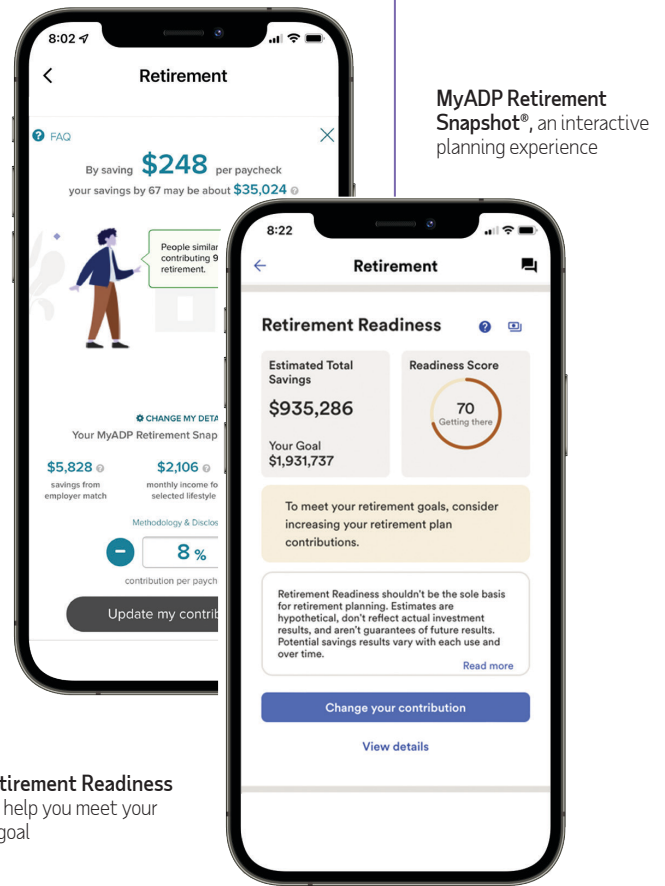 8:02
Retirement
FAQ
By saving $248 per paycheck
your savings by 67 may be about $35,024
People similar
contributing 9
retirement.
CHANGE MY DETA
Your MyADP Retirement Snap
$5,828
savings from
employer match
$2,106
monthly income fo
selected lifestyle
Methodology & Disclos
8 %
contribution per paych
Update my contrib
MyADP Retirement
Snapshot®, an interactive
planning experience
8:22
Retirement
Retirement Readiness
Estimated Total
Savings
$935,286
Your Goal
$1,931,737
Readiness Score
70
Getting there
To meet your retirement goals, consider
increasing your retirement plan
contributions.
Retirement Readiness shouldn't be the sole basis
for retirement planning. Estimates are
hypothetical, don't reflect actual investment
results, and aren't guarantees of future results.
Potential savings results vary with each use and
over time.
Read more
Change your contribution
View details
tirement Readiness
help you meet your
goal